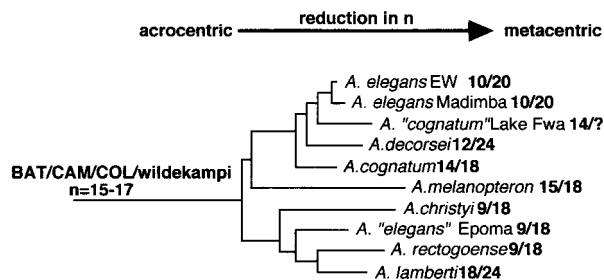 reduction in n
acrocentric metacentric
A. elegans EW 10/20
A. elegans Madimba 10/20
A. "cognatum" Lake Fwa 14/?
A.decorsei 12/24
A.cognatum 14/18
BAT/CAM/COL/wildekampi
n=15-17
A.melanopteron 15/18
A.christyi 9/18
A. "elegans" Epoma 9/18
A. rectogoense 9/18
A. lamberti 18/24